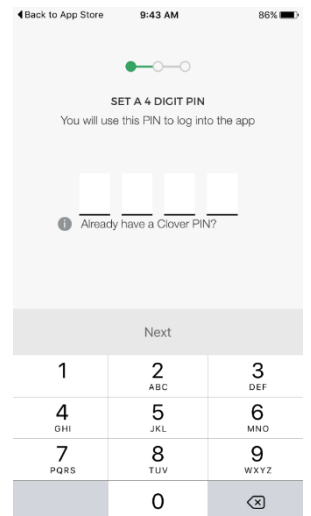 Back to App Store 9:43 AM 86%
SET A 4 DIGIT PIN
You will use this PIN to log into the app
Already have a Clover PIN?
Next
1 2 3
ABC DEF
4 5 6
GHI JKL MNO
7 8 9
PQRS TUV WXYZ
0